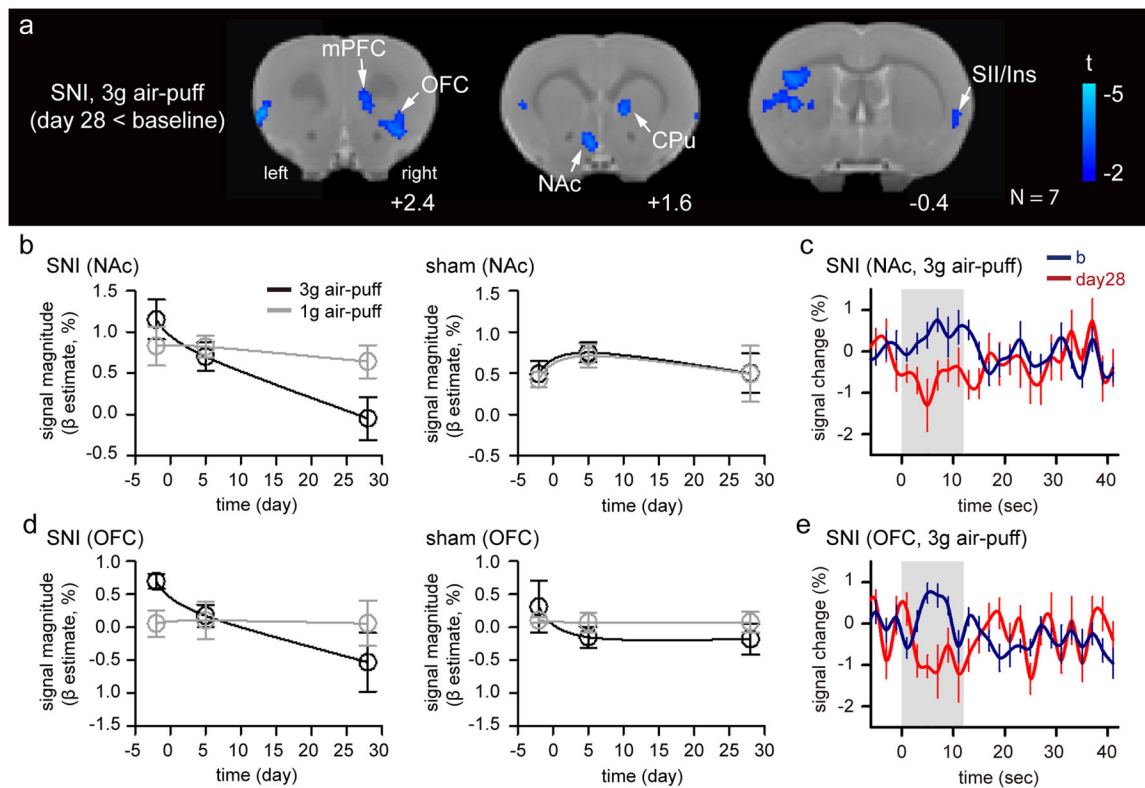 a
SNI, 3g air-puff
(day 28 < baseline)
mPFC
OFC
left
right
+2.4
NAc
CPu
+1.6
SII/Ins
-0.4
N = 7
t
-5
-2
b
SNI (NAc)
3g air-puff
1g air-puff
signal magnitude
(β estimate, %)
1.5
1.0
0.5
0.0
-0.5
-5 0 5 10 15 20 25 30
time (day)
sham (NAc)
signal magnitude
(β estimate, %)
1.5
1.0
0.5
0.0
-0.5
-5 0 5 10 15 20 25 30
time (day)
c
SNI (NAc, 3g air-puff)
b
day28
signal change (%)
1
0
-1
-2
0 10 20 30 40
time (sec)
d
SNI (OFC)
signal magnitude
(β estimate, %)
1.0
0.5
0.0
-0.5
1.0
-1.5
-5 0 5 10 15 20 25 30
time (day)
sham (OFC)
signal magnitude
(β estimate, %)
1.0
0.5
0.0
-0.5
1.0
-1.5
-5 0 5 10 15 20 25 30
time (day)
e
SNI (OFC, 3g air-puff)
signal change (%)
1
0
-1
-2
0 10 20 30 40
time (sec)